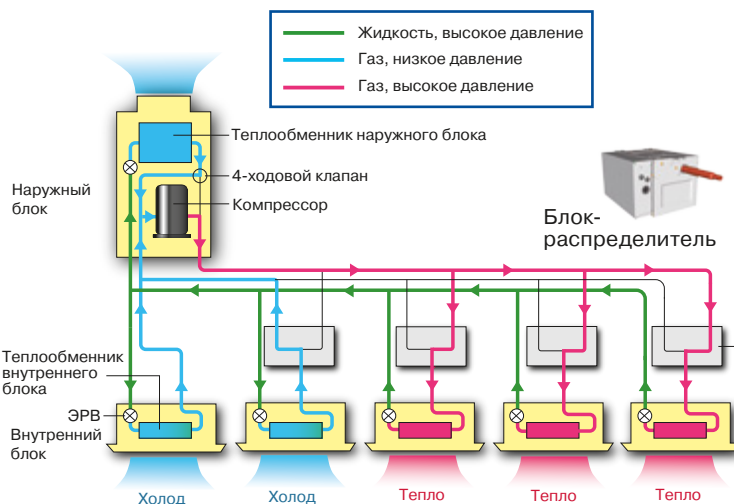 Жидкость, высокое давление
Газ, низкое давление
Газ, высокое давление
Теплообменник наружного блока
4-ходовой клапан
Компрессор
Наружный
блок
Блок-
распределитель
Теплообменник
внутреннего
блока
ЭРВ
Внутренний
блок
Холод
Холод
Тепло
Тепло
Тепло